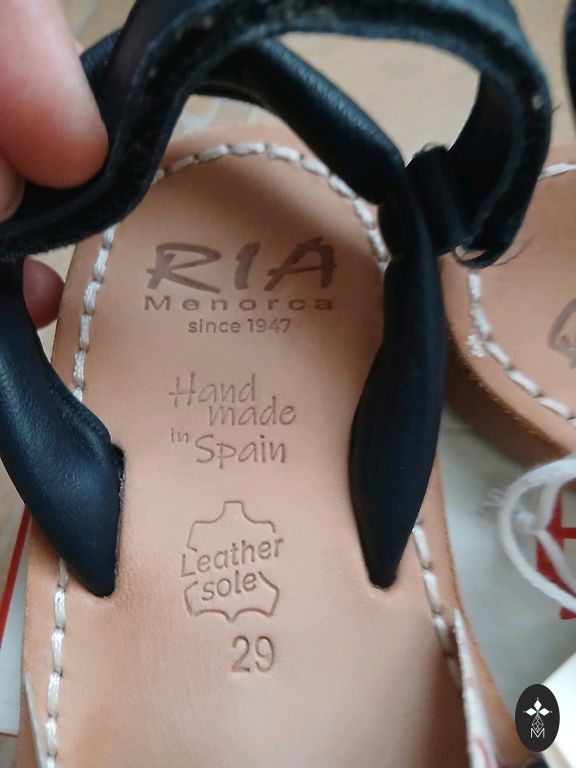 RIA
Menorca
since 1947
Hand
made
in Spain
Leather
sole
29
M